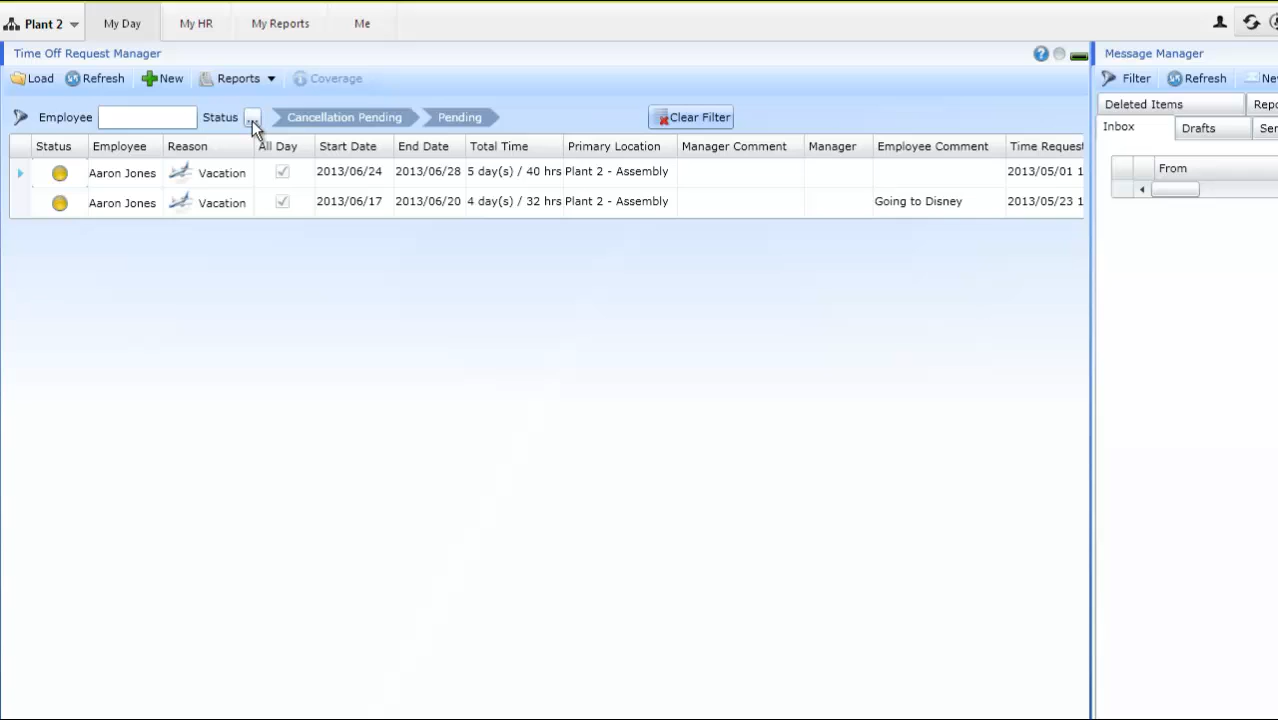 Plant 2 My Day My HR My Reports Me
Time Off Request Manager
Load Refresh New Reports Coverage
Employee Status ... Cancellation Pending Pending Clear Filter
Status Employee Reason All Day Start Date End Date Total Time Primary Location Manager Comment Manager Employee Comment Time Request
Aaron Jones Vacation 2013/06/24 2013/06/28 5 day(s) / 40 hrs Plant 2 - Assembly 2013/05/01 1
Aaron Jones Vacation 2013/06/17 2013/06/20 4 day(s) / 32 hrs Plant 2 - Assembly Going to Disney 2013/05/23 1
Message Manager
Filter Refresh Ne
Deleted Items Repo
Inbox Drafts Se
From